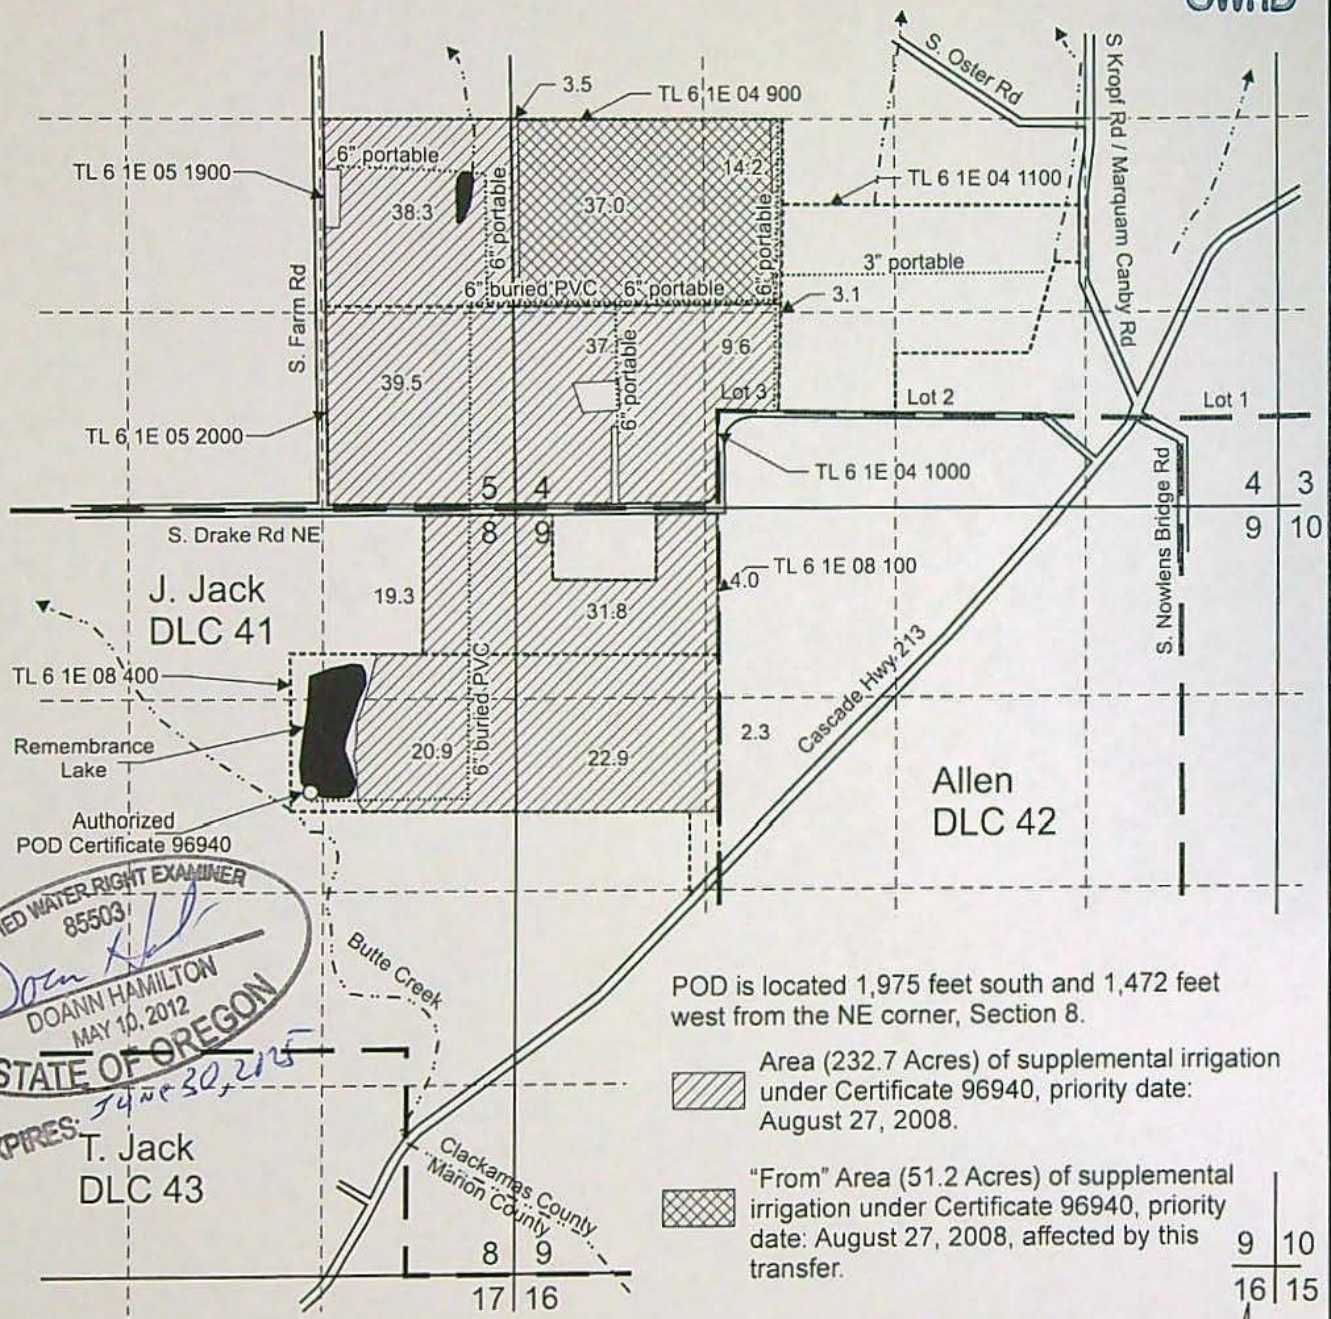 OWRD
S. Oster Rd
S Kropf Rd / Marquam Canby Rd
3.5
TL 6 1E 04 900
6" portable
TL 6 1E 05 1900
14.2
TL 6 1E 04 1100
38.3
37.0
6" portable
6" portable
3" portable
6" buried PVC
6" portable
3.1
S. Farm Rd
37.
9.6
39.5
6" portable
Lot 3
Lot 2
Lot 1
TL 6 1E 05 2000
TL 6 1E 04 1000
S. Nowlens Bridge Rd
5 4
4 3
S. Drake Rd NE
8 9
9 10
TL 6 1E 08 100
4.0
J. Jack
DLC 41
19.3
31.8
TL 6 1E 08 400
6" buried PVC
Cascade Hwy 213
Remembrance
Lake
20.9
22.9
2.3
Allen
DLC 42
Authorized
POD Certificate 96940
WATER RIGHT EXAMINER
85503
DOANN HAMILTON
MAY 10, 2012
STATE OF OREGON
EXPIRES: June 30, 2025
Butte Creek
POD is located 1,975 feet south and 1,472 feet
west from the NE corner, Section 8.
Area (232.7 Acres) of supplemental irrigation
under Certificate 96940, priority date:
August 27, 2008.
T. Jack
DLC 43
Clackamas County
Marion County
"From" Area (51.2 Acres) of supplemental
irrigation under Certificate 96940, priority
date: August 27, 2008, affected by this
transfer.
8 9
17 16
9 10
16 15